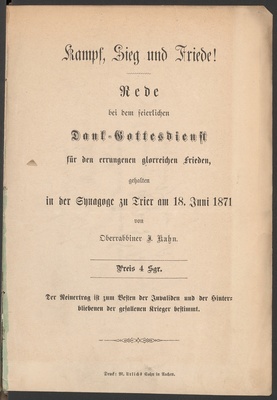 Kampf, Sieg und Friede!
Rede
bei dem feierlichen
Dank-Gottesdienst
für den errungenen glorreichen Frieden,
gehalten
in der Synagoge zu Trier am 18. Juni 1871
von
Oberrabbiner J. Kahn.
Preis 4 Sgr.
Der Reinertrag ist zum Besten der Invaliden und der Hinter-
bliebenen der gefallenen Krieger bestimmt.
Druck: M. Urlichs Sohn in Aachen.